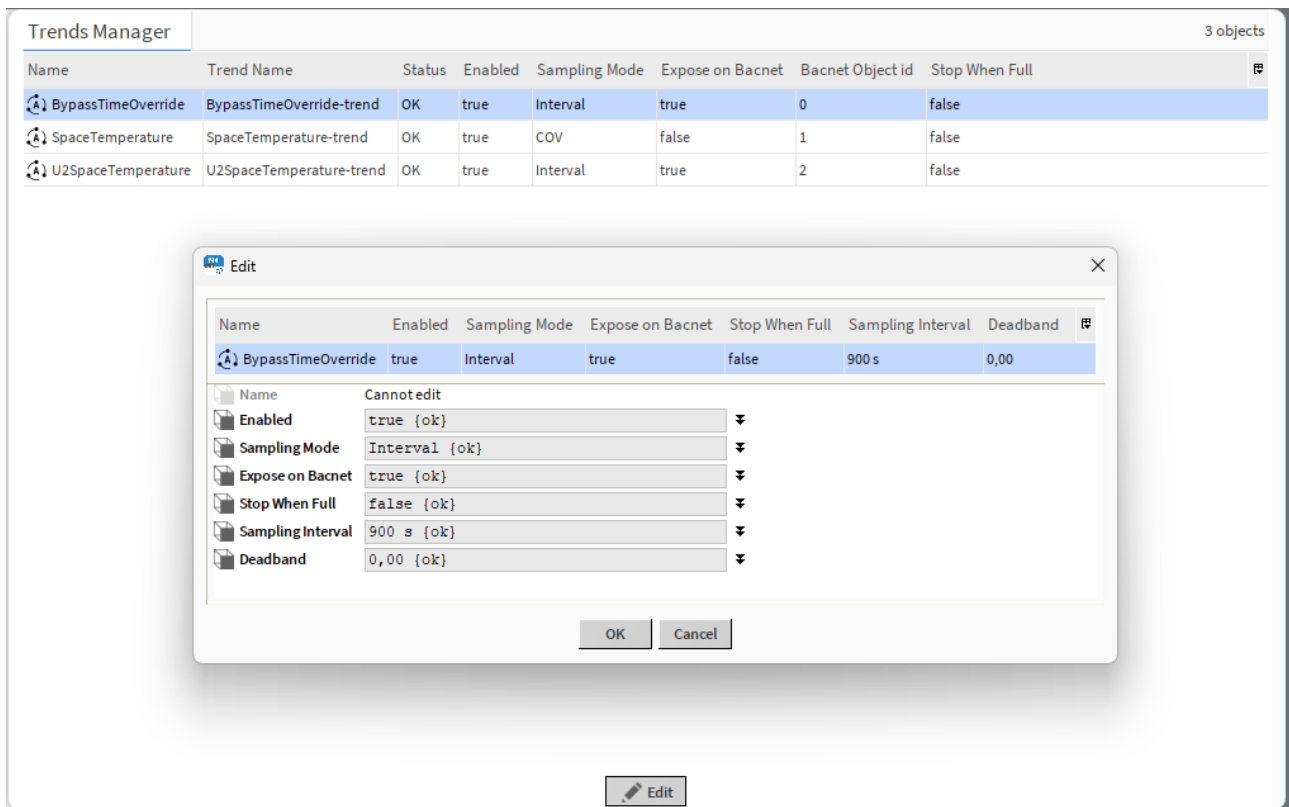 Trends Manager 3 objects
Name Trend Name Status Enabled Sampling Mode Expose on Bacnet Bacnet Object id Stop When Full
BypassTimeOverride BypassTimeOverride-trend OK true Interval true 0 false
SpaceTemperature SpaceTemperature-trend OK true COV false 1 false
U2SpaceTemperature U2SpaceTemperature-trend OK true Interval true 2 false
Edit
Name Enabled Sampling Mode Expose on Bacnet Stop When Full Sampling Interval Deadband
BypassTimeOverride true Interval true false 900 s 0,00
Name Cannot edit
Enabled true {ok}
Sampling Mode Interval {ok}
Expose on Bacnet true {ok}
Stop When Full false {ok}
Sampling Interval 900 s {ok}
Deadband 0,00 {ok}
OK Cancel
Edit